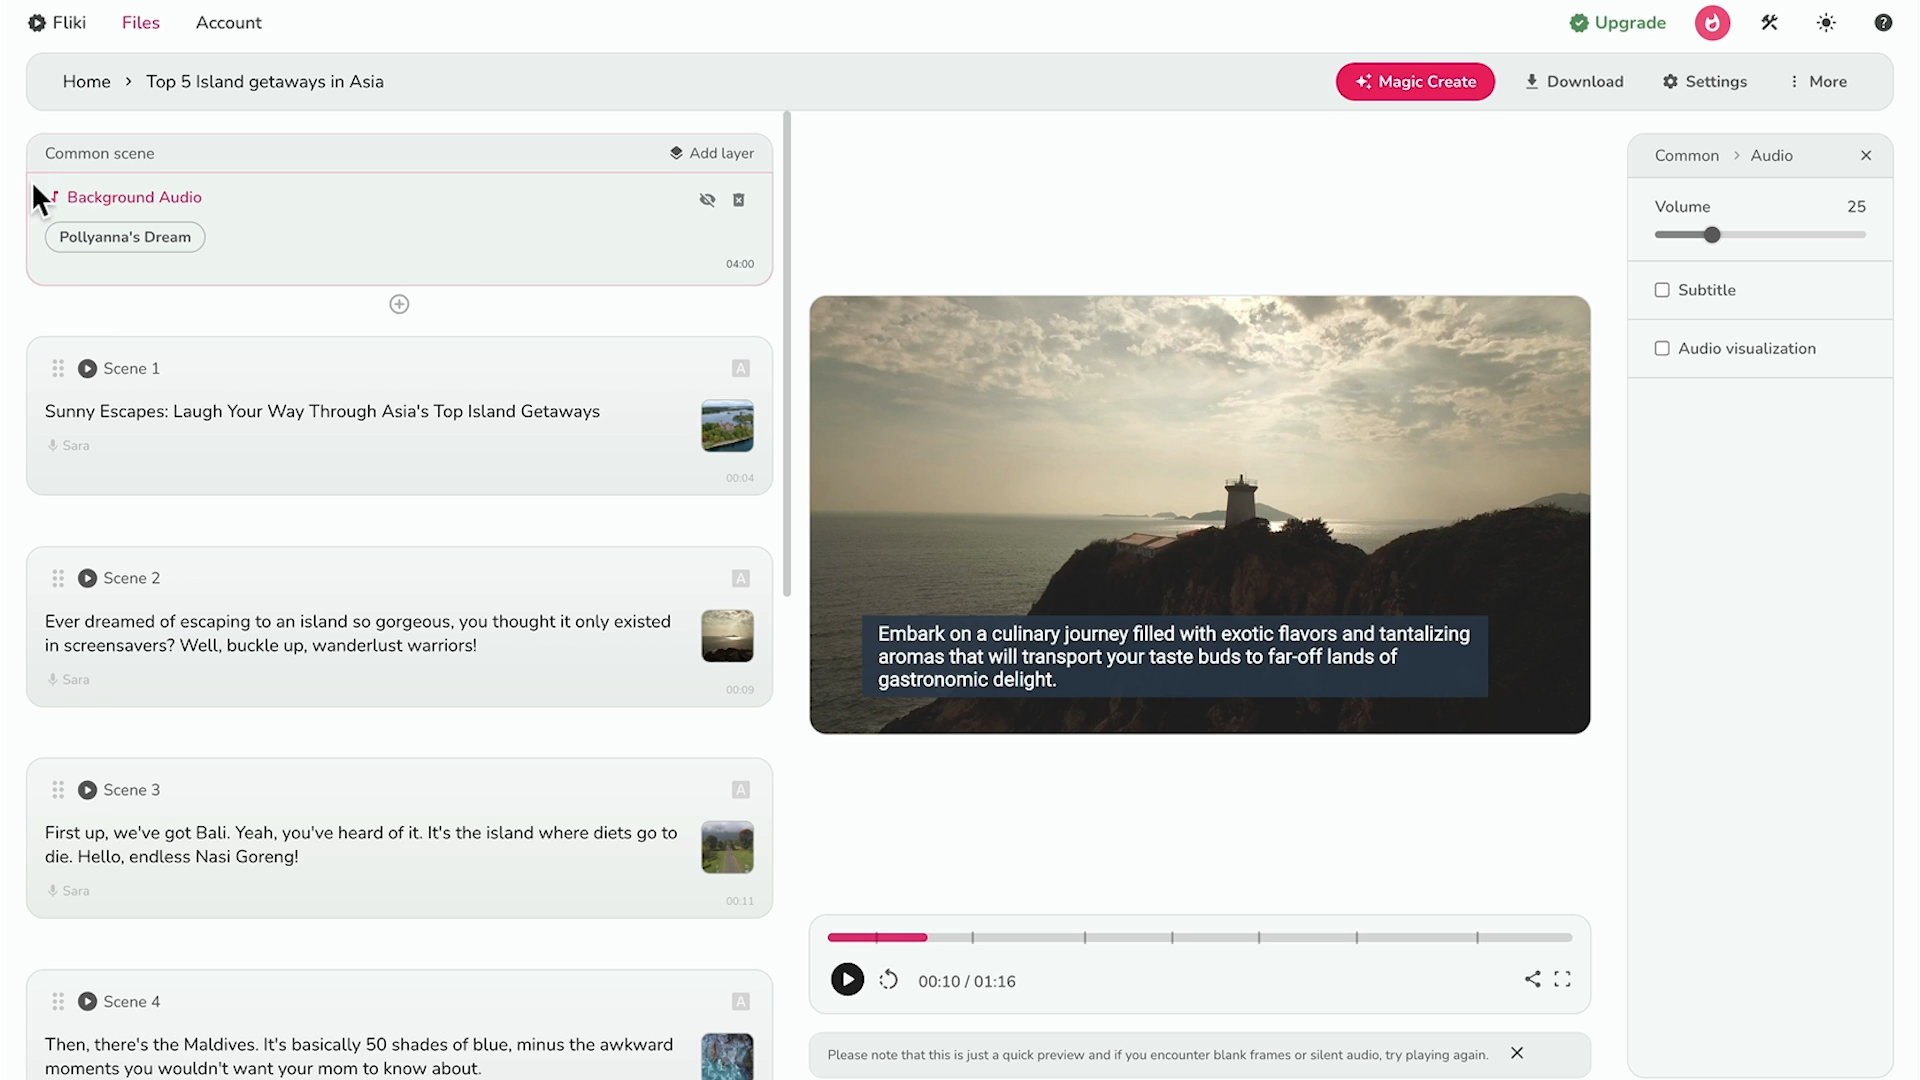 Fliki
Files
Account
Upgrade
Home > Top 5 Island getaways in Asia
Magic Create
Download
Settings
More
Common scene
Add layer
Background Audio
Pollyanna's Dream
04:00
Scene 1
A
Sunny Escapes: Laugh Your Way Through Asia's Top Island Getaways
Sara
00:04
Scene 2
A
Ever dreamed of escaping to an island so gorgeous, you thought it only existed
in screensavers? Well, buckle up, wanderlust warriors!
Sara
00:09
Scene 3
A
First up, we've got Bali. Yeah, you've heard of it. It's the island where diets go to
die. Hello, endless Nasi Goreng!
Sara
00:11
Scene 4
A
Then, there's the Maldives. It's basically 50 shades of blue, minus the awkward
moments you wouldn't want your mom to know about.
Embark on a culinary journey filled with exotic flavors and tantalizing
aromas that will transport your taste buds to far-off lands of
gastronomic delight.
00:10 / 01:16
Please note that this is just a quick preview and if you encounter blank frames or silent audio, try playing again.
Common > Audio
Volume
25
Subtitle
Audio visualization